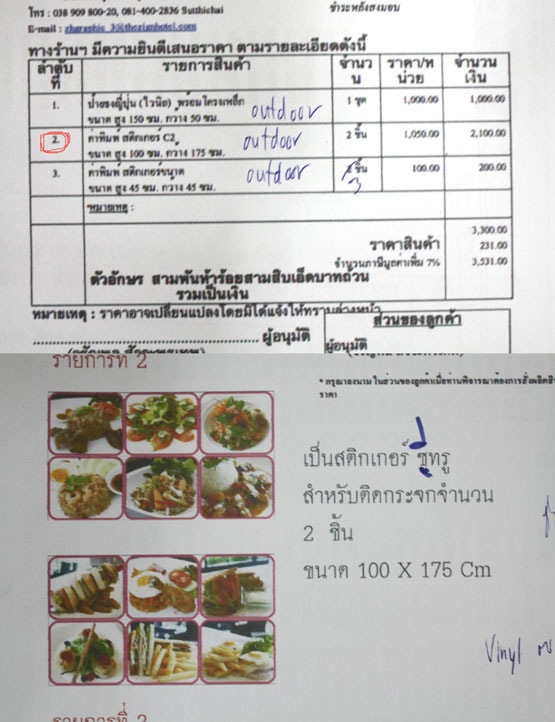 โทร : 038 909 800-20, 081-400-2836 Sutthichai
ชำระหลังส่งมอบ
E-mail : zhgraphic_3@thezignhotel.com
ทางร้านฯ มีความยินดีเสนอราคา ตามรายละเอียดดังนี้
ลำดับที่ รายการสินค้า จำนวน ราคา/หน่วย จำนวนเงิน
1. ป้ายธงญี่ปุ่น (ไวนิล) พร้อมโครงเหล็ก outdoor 1 ชุด 1,000.00 1,000.00
ขนาด สูง 150 ซม. กว้าง 50 ซม.
2. ค่าพิมพ์ สติกเกอร์ C2 outdoor 2 ชิ้น 1,050.00 2,100.00
ขนาด สูง 100 ซม. กว้าง 175 ซม.
3. ค่าพิมพ์ สติกเกอร์ขนาด outdoor ชิ้น 100.00 200.00
ขนาด สูง 45 ซม. กว้าง 45 ซม. 3
หมายเหตุ :
3,300.00
ราคาสินค้า 231.00
จำนวนภาษีมูลค่าเพิ่ม 7% 3,531.00
ตัวอักษร สามพันห้าร้อยสามสิบเอ็ดบาทถ้วน
รวมเป็นเงิน
หมายเหตุ : ราคาอาจเปลี่ยนแปลงโดยมิได้แจ้งให้ทราบล่วงหน้า
ส่วนของลูกค้า
ผู้อนุมัติ
ผู้อนุมัติ
รายการที่ 2
* กรุณาลงนาม ในส่วนของลูกค้าเมื่อท่านพิจารณาต้องการสั่งผลิตสิ
ราคา
เป็นสติกเกอร์ ซีทรู
สำหรับติดกระจกจำนวน
2 ชิ้น
ขนาด 100 X 175 Cm
Vinyl
รายการที่ 2